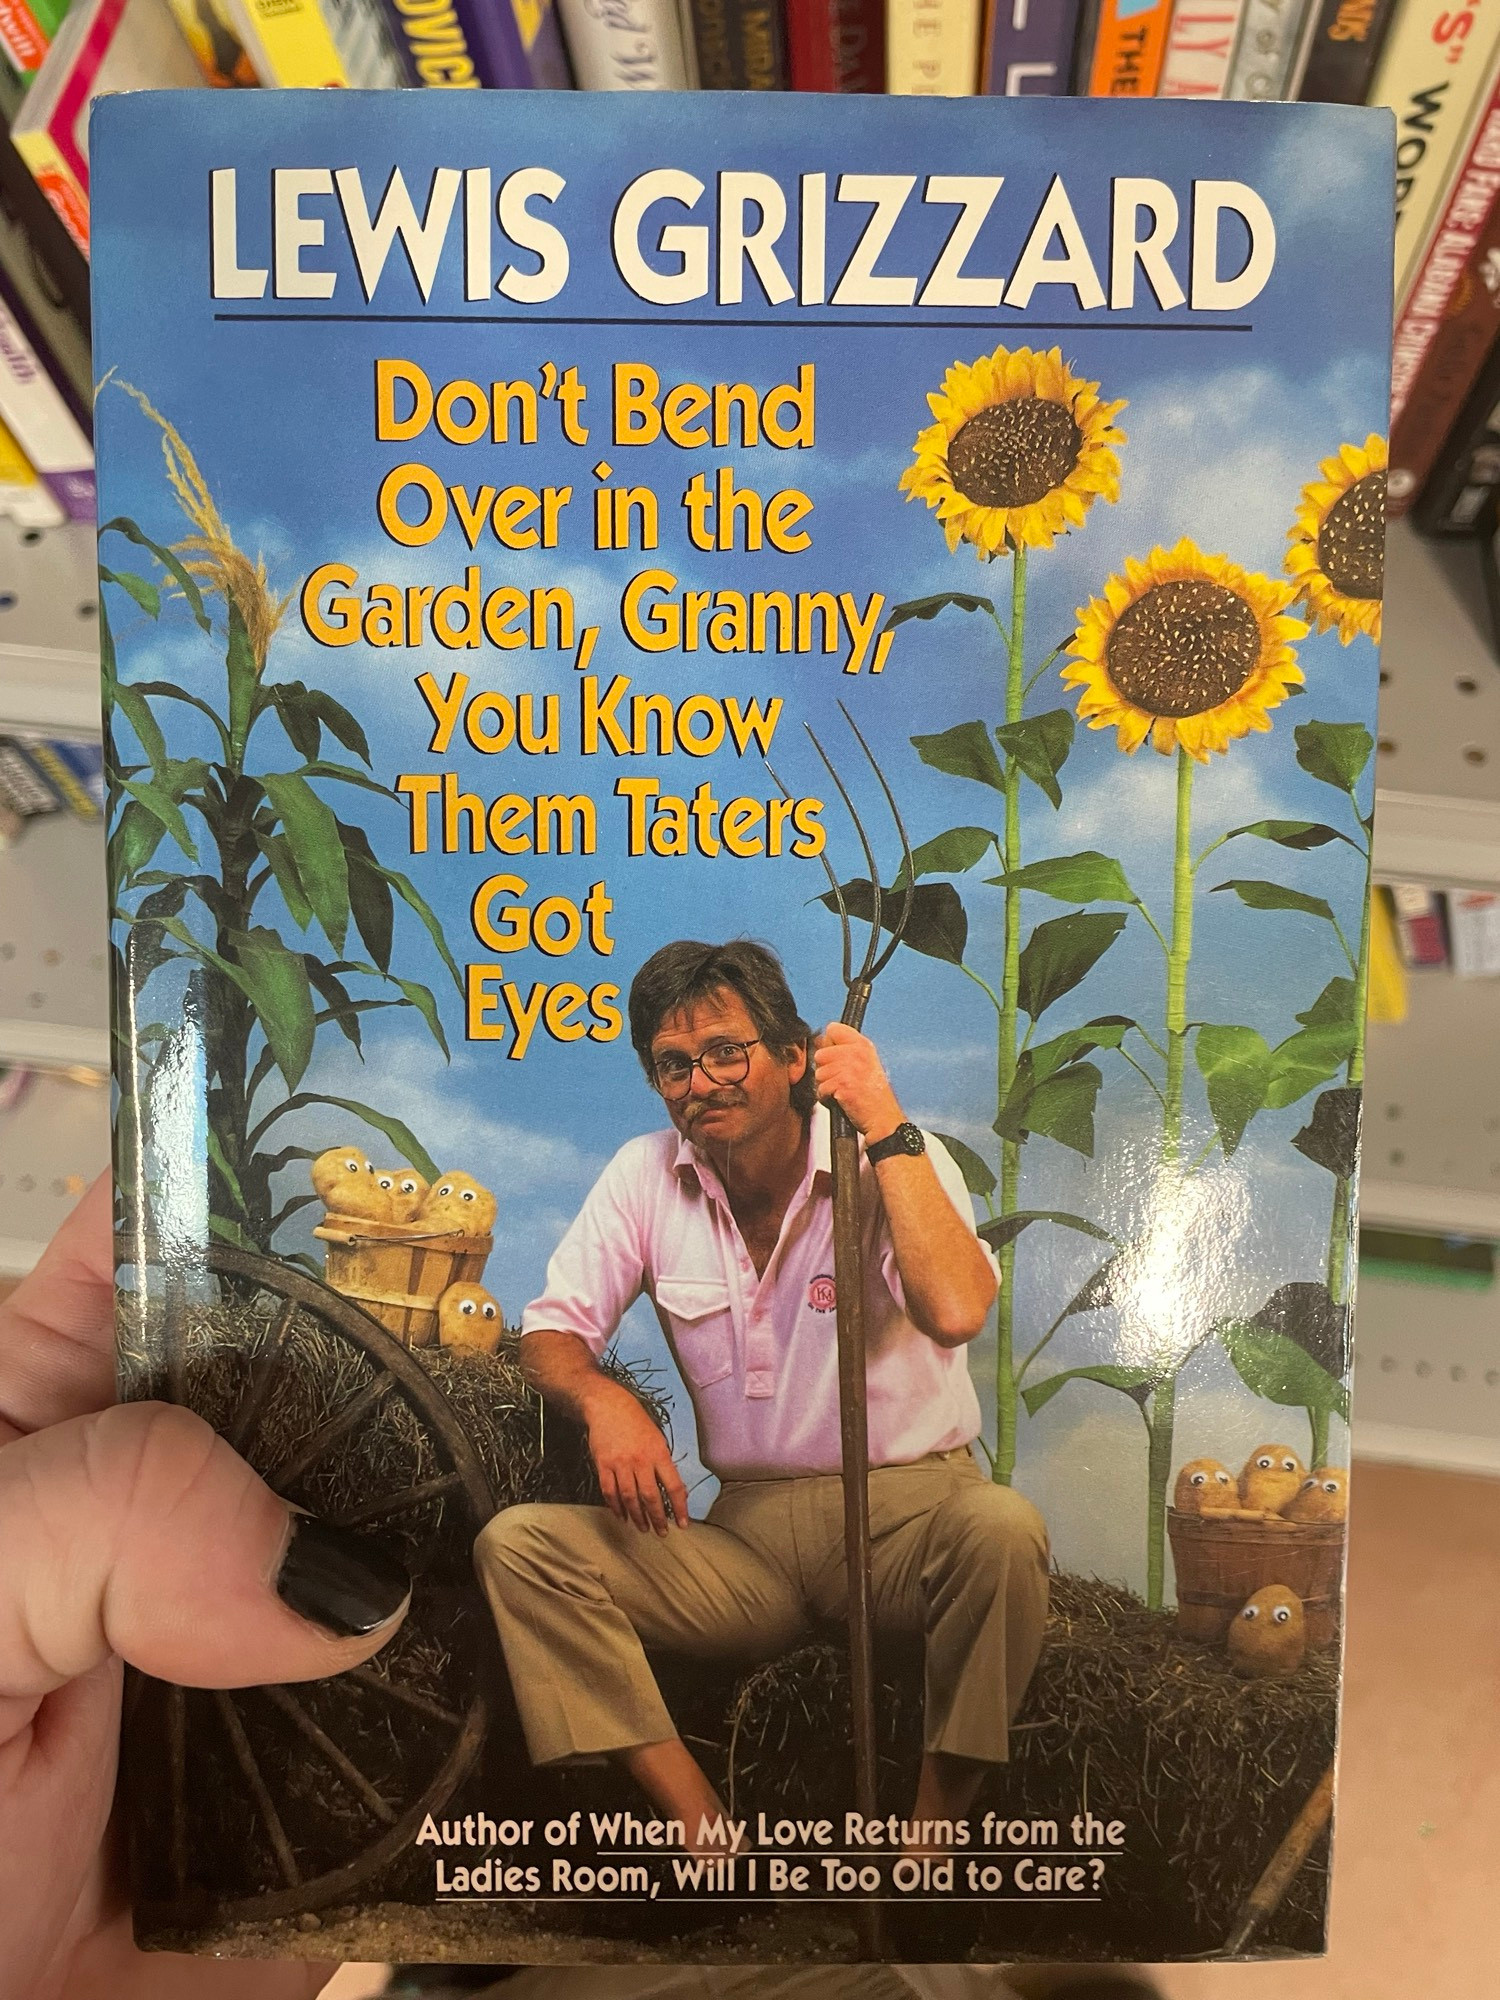 LEWIS GRIZZARD
Don't Bend
Over in the
Garden, Granny,
You Know
Them Taters
Got
Eyes
Author of When My Love Returns from the
Ladies Room, Will I Be Too Old to Care?
THE